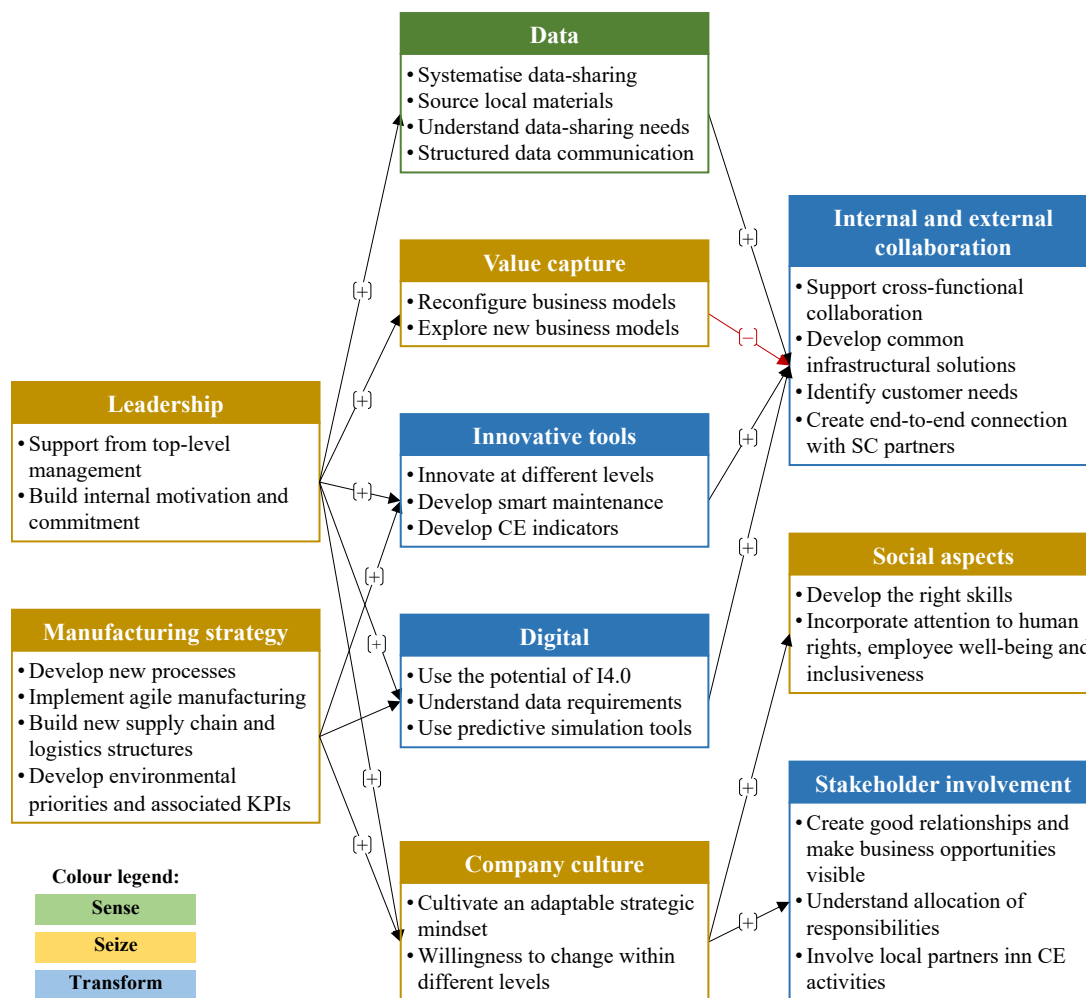 Data
• Systematise data-sharing
• Source local materials
• Understand data-sharing needs
• Structured data communication
Value capture
• Reconfigure business models
• Explore new business models
Innovative tools
• Innovate at different levels
• Develop smart maintenance
• Develop CE indicators
Digital
• Use the potential of I4.0
• Understand data requirements
• Use predictive simulation tools
Company culture
• Cultivate an adaptable strategic
mindset
• Willingness to change within
different levels
Leadership
• Support from top-level
management
• Build internal motivation and
commitment
Manufacturing strategy
• Develop new processes
• Implement agile manufacturing
• Build new supply chain and
logistics structures
• Develop environmental
priorities and associated KPIs
Internal and external
collaboration
• Support cross-functional
collaboration
• Develop common
infrastructural solutions
• Identify customer needs
• Create end-to-end connection
with SC partners
Social aspects
• Develop the right skills
• Incorporate attention to human
rights, employee well-being and
inclusiveness
Stakeholder involvement
• Create good relationships and
make business opportunities
visible
• Understand allocation of
responsibilities
• Involve local partners inn CE
activities
Colour legend:
Sense
Seize
Transform
(+)
(+)
(+)
(+)
(+)
(+)
(+)
(+)
(+)
(−)
(+)
(+)
(+)
(+)